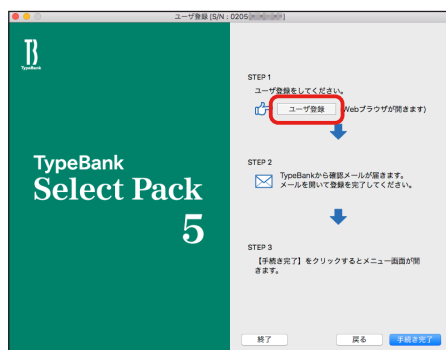 ユーザ登録 [S/N : 0205
TypeBank
STEP 1
ユーザ登録をしてください。
ユーザ登録 (Webブラウザが開きます)
STEP 2
TypeBankから確認メールが届きます。
メールを開いて登録を完了してください。
TypeBank
Select Pack
5
STEP 3
【手続き完了】をクリックするとメニュー画面が開
きます。
終了 戻る 手続き完了